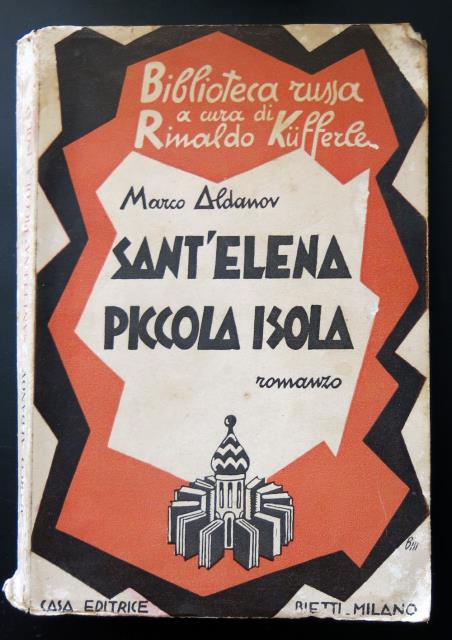 Biblioteca russa
a cura di
Rinaldo Küfferle
Marco Aldanov
SANT'ELENA
PICCOLA ISOLA
romanzo
CASA EDITRICE BIETTI-MILANO